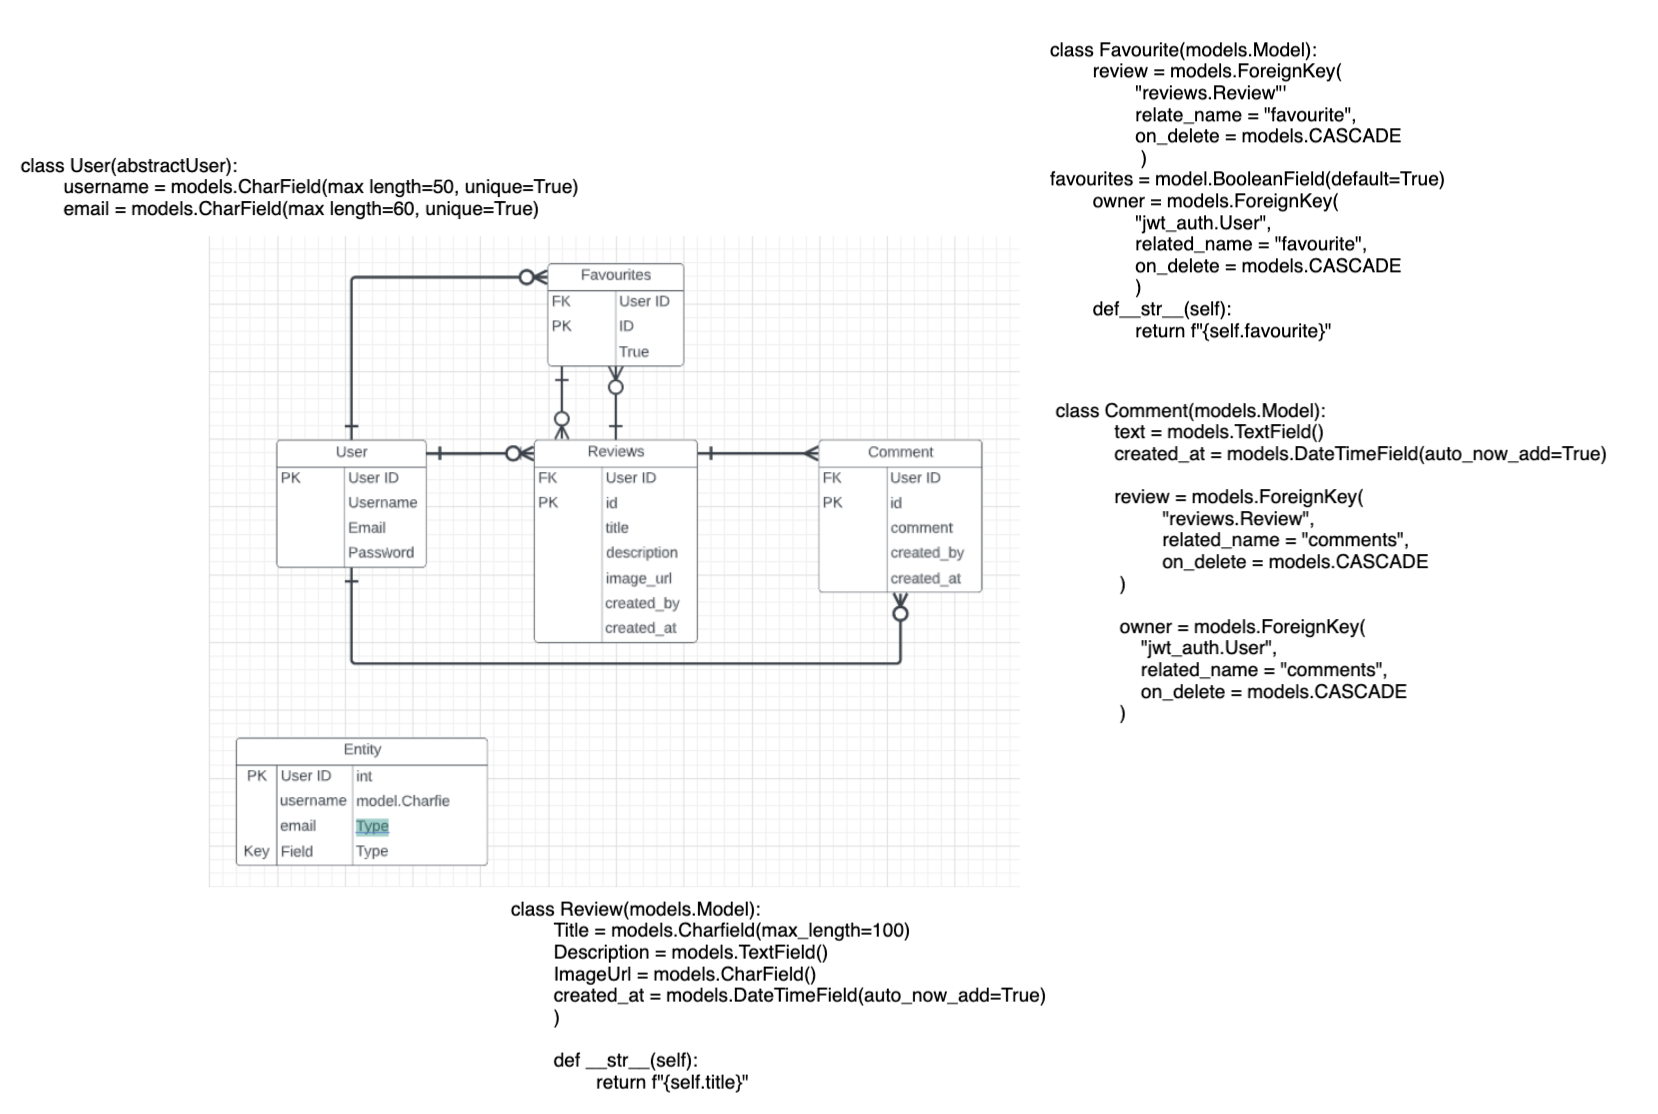 class User(abstractUser):
username = models.CharField(max length=50, unique=True)
email = models.CharField(max length=60, unique=True)
class Favourite(models.Model):
review = models.ForeignKey(
"reviews.Review"'
relate_name = "favourite",
on_delete = models.CASCADE
)
favourites = model.BooleanField(default=True)
owner = models.ForeignKey(
"jwt_auth.User",
related_name = "favourite",
on_delete = models.CASCADE
)
def__str__(self):
return f"{self.favourite}"
Favourites
FK User ID
PK ID
True
User
PK User ID
Username
Email
Password
Reviews
FK User ID
PK id
title
description
image_url
created_by
created_at
Comment
FK User ID
PK id
comment
created_by
created_at
class Comment(models.Model):
text = models.TextField()
created_at = models.DateTimeField(auto_now_add=True)
review = models.ForeignKey(
"reviews.Review",
related_name = "comments",
on_delete = models.CASCADE
)
owner = models.ForeignKey(
"jwt_auth.User",
related_name = "comments",
on_delete = models.CASCADE
)
Entity
PK User ID int
username model.Charfie
email Type
Key Field Type
class Review(models.Model):
Title = models.Charfield(max_length=100)
Description = models.TextField()
ImageUrl = models.CharField()
created_at = models.DateTimeField(auto_now_add=True)
)
def __str__(self):
return f"{self.title}"